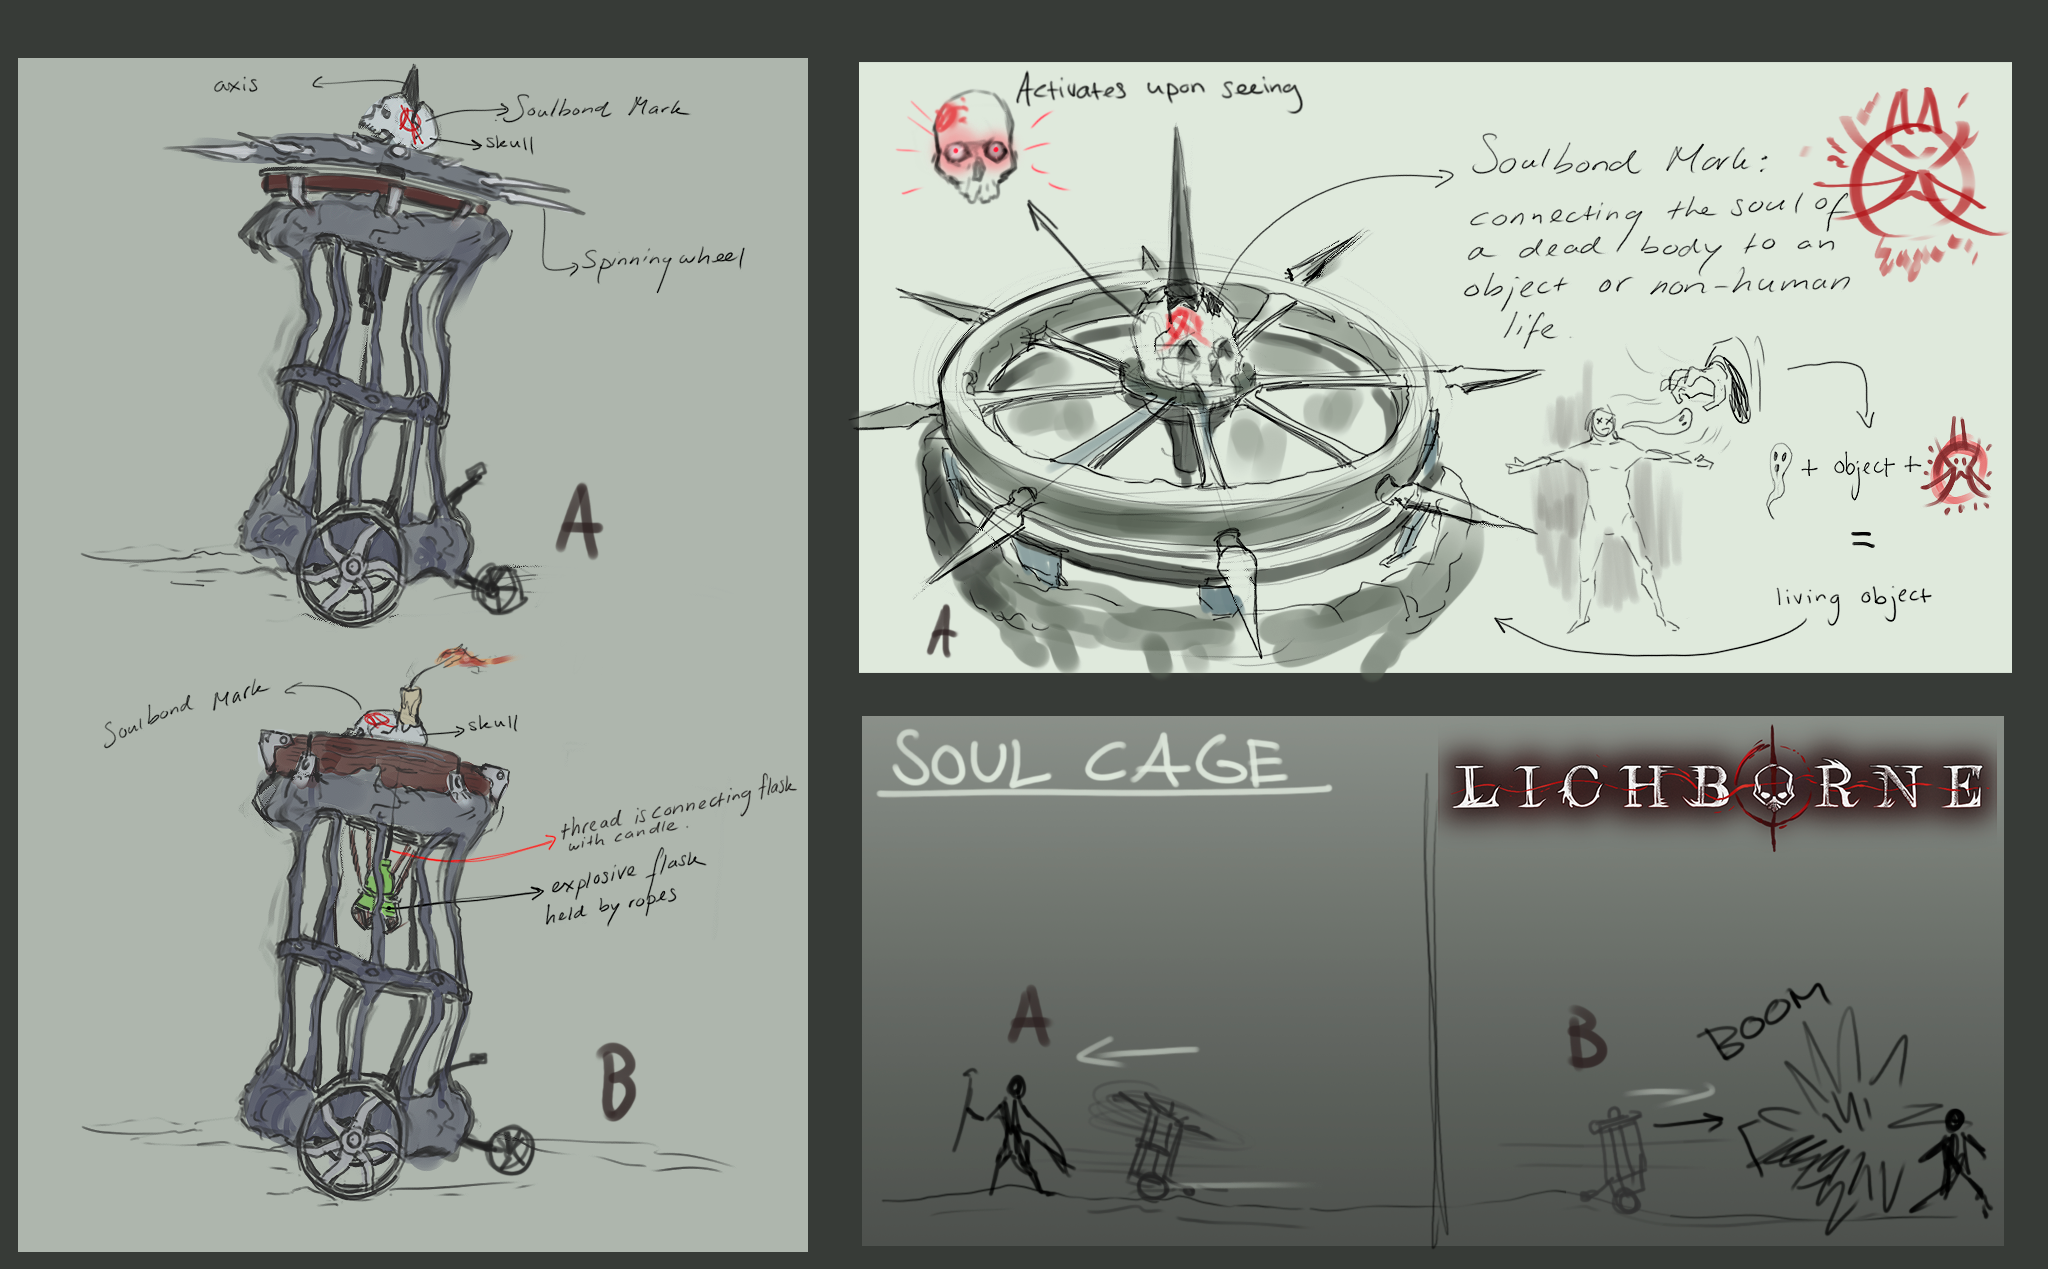 axis
Soulbond Mark
skull
Spinning wheel
A
Soulbond Mark
skull
thread is connecting flask
with candle.
explosive flask
held by ropes
B
Activates upon seeing
Soulbond Mark:
connecting the soul of
a dead body to an
object or non-human
life.
+ object +
=
living object
A
SOUL CAGE
LICHBORNE
A
B
BOOM